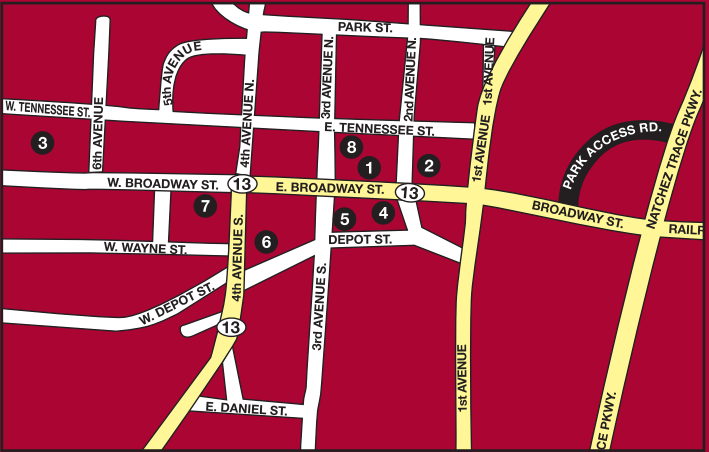 PARK ST.
5th AVENUE
4th AVENUE N.
3rd AVENUE N.
2nd AVENUE N.
1st AVENUE
W. TENNESSEE ST.
6th AVENUE
E. TENNESSEE ST.
1st AVENUE
PARK ACCESS RD.
NATCHEZ TRACE PKWY.
3
8
1
2
W. BROADWAY ST.
13
E. BROADWAY ST.
13
BROADWAY ST.
RAILR
7
5
4
6
W. WAYNE ST.
4th AVENUE S.
DEPOT ST.
W. DEPOT ST.
13
3rd AVENUE S.
1st AVENUE
E. DANIEL ST.
CE PKWY.